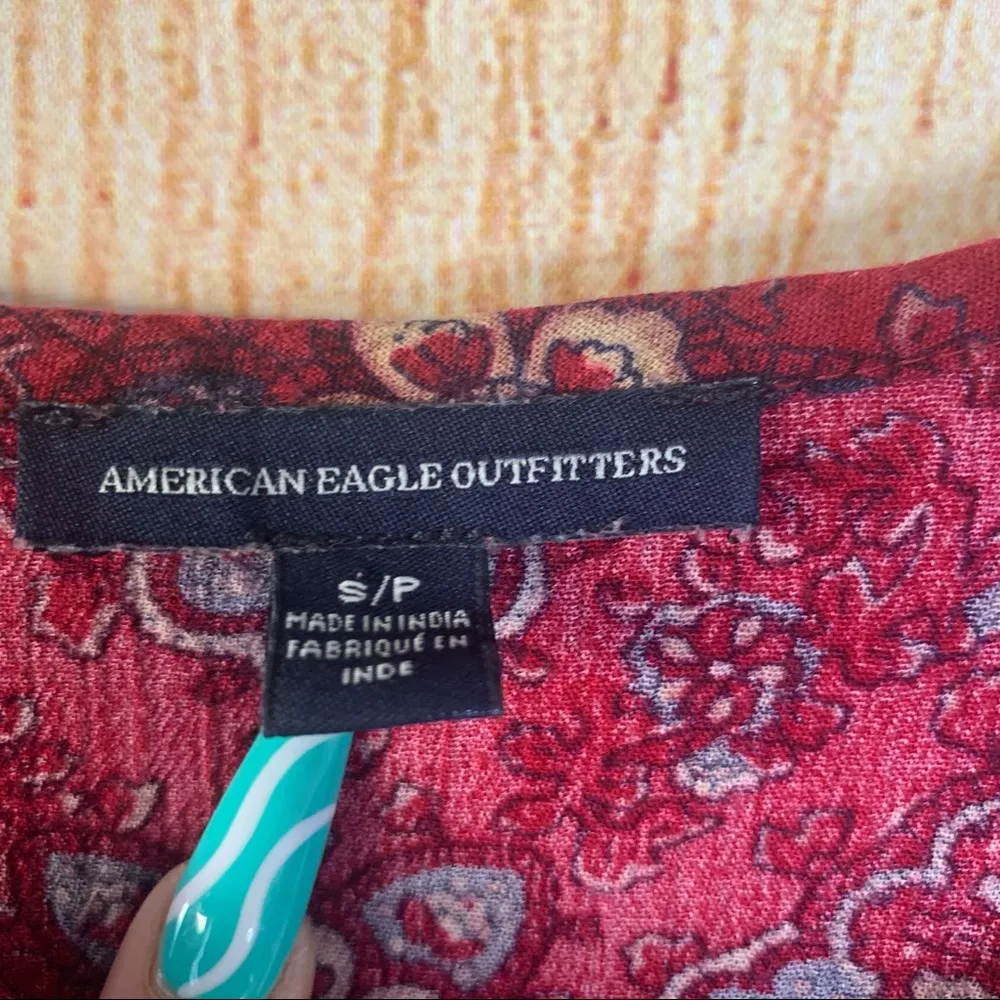 AMERICAN EAGLE OUTFITTERS
S/P
MADE IN INDIA
FABRIQUÉ EN
INDE